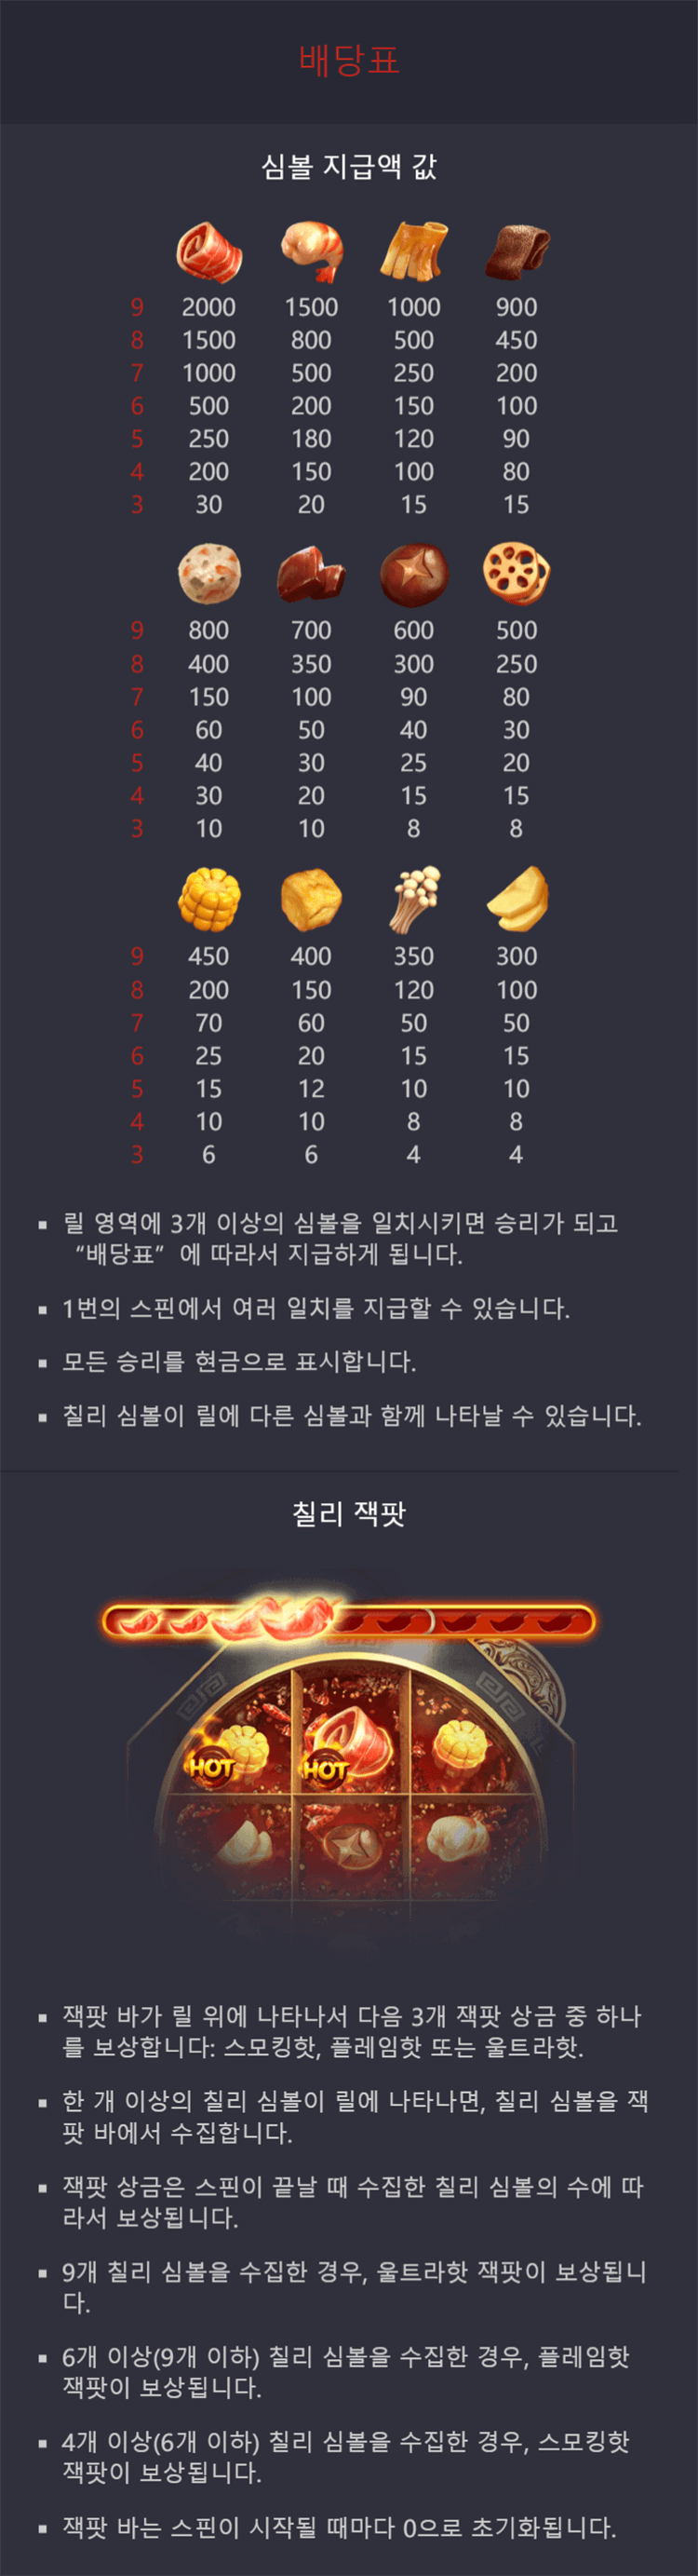 배당표
심볼 지급액 값
9 2000 1500 1000 900
8 1500 800 500 450
7 1000 500 250 200
6 500 200 150 100
5 250 180 120 90
4 200 150 100 80
3 30 20 15 15
9 800 700 600 500
8 400 350 300 250
7 150 100 90 80
6 60 50 40 30
5 40 30 25 20
4 30 20 15 15
3 10 10 8 8
9 450 400 350 300
8 200 150 120 100
7 70 60 50 50
6 25 20 15 15
5 15 12 10 10
4 10 10 8 8
3 6 6 4 4
▪ 릴 영역에 3개 이상의 심볼을 일치시키면 승리가 되고
“배당표” 에 따라서 지급하게 됩니다.
▪ 1번의 스핀에서 여러 일치를 지급할 수 있습니다.
▪ 모든 승리를 현금으로 표시합니다.
▪ 칠리 심볼이 릴에 다른 심볼과 함께 나타날 수 있습니다.
칠리 잭팟
HOT HOT
▪ 잭팟 바가 릴 위에 나타나서 다음 3개 잭팟 상금 중 하나
를 보상합니다: 스모킹핫, 플레임핫 또는 울트라핫.
▪ 한 개 이상의 칠리 심볼이 릴에 나타나면, 칠리 심볼을 잭
팟 바에서 수집합니다.
▪ 잭팟 상금은 스핀이 끝날 때 수집한 칠리 심볼의 수에 따
라서 보상됩니다.
▪ 9개 칠리 심볼을 수집한 경우, 울트라핫 잭팟이 보상됩니
다.
▪ 6개 이상(9개 이하) 칠리 심볼을 수집한 경우, 플레임핫
잭팟이 보상됩니다.
▪ 4개 이상(6개 이하) 칠리 심볼을 수집한 경우, 스모킹핫
잭팟이 보상됩니다.
▪ 잭팟 바는 스핀이 시작될 때마다 0으로 초기화됩니다.